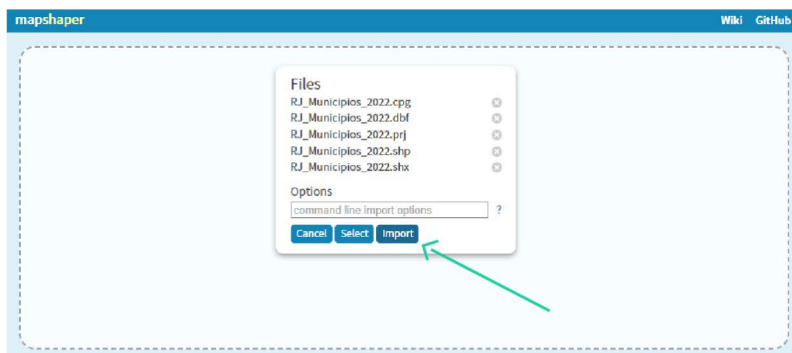 mapshaper Wiki GitHub
Files
RJ_Municipios_2022.cpg
RJ_Municipios_2022.dbf
RJ_Municipios_2022.prj
RJ_Municipios_2022.shp
RJ_Municipios_2022.shx
Options
command line import options ?
Cancel Select Import